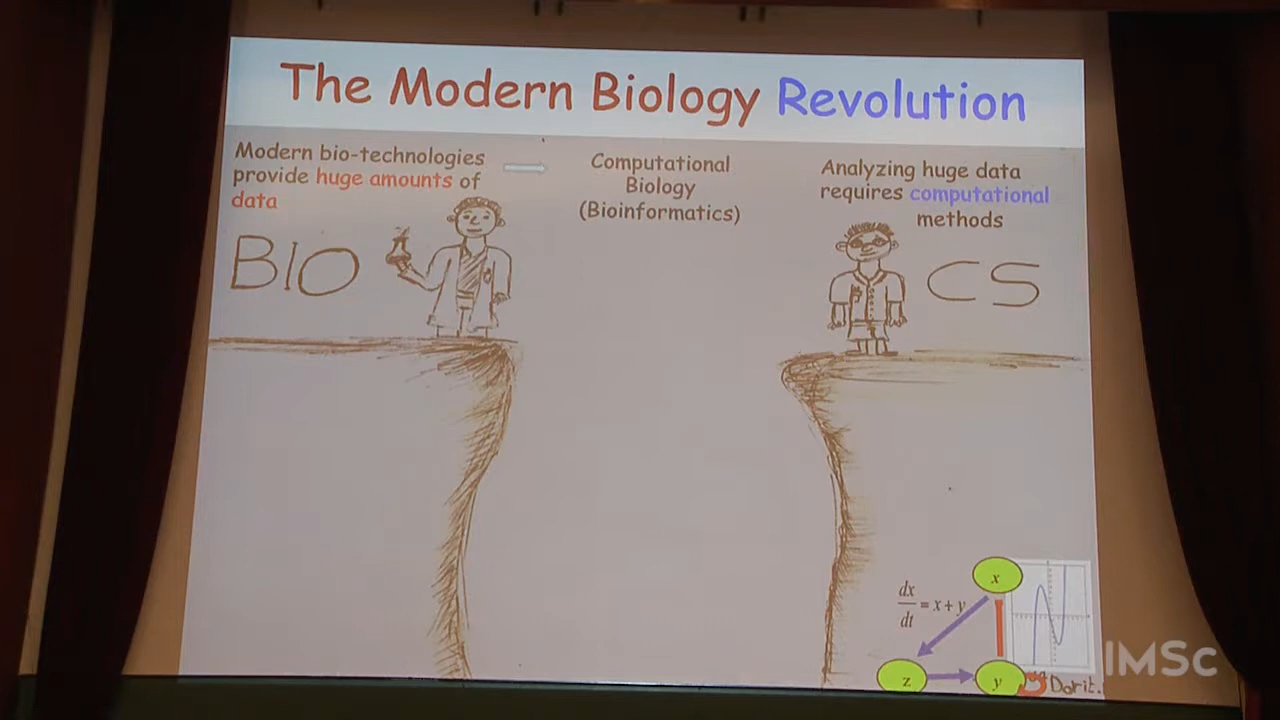 The Modern Biology Revolution
Modern bio-technologies
provide huge amounts of
data
Computational
Biology
(Bioinformatics)
Analyzing huge data
requires computational
methods
BIO
CS
dx
dt
= x + y
x
z
y
Dorit.
IMSc